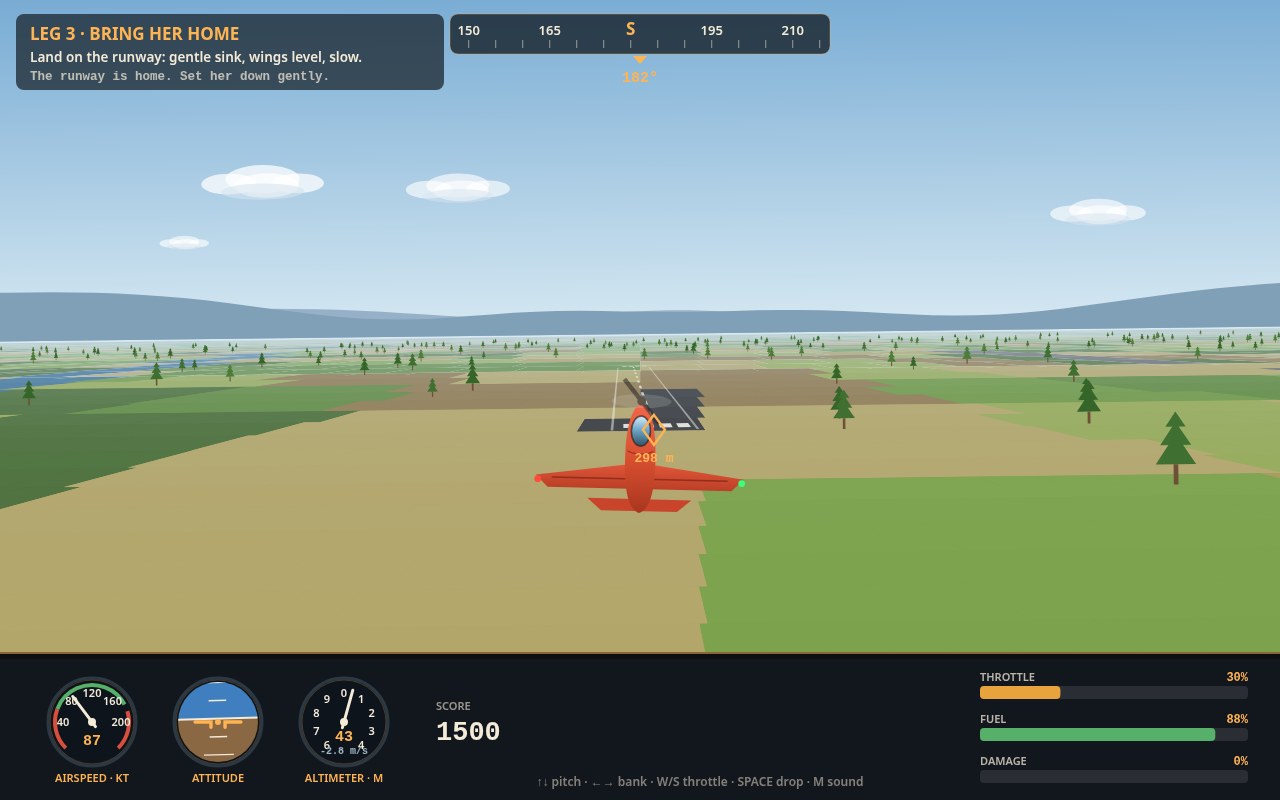 LEG 3 · BRING HER HOME
Land on the runway: gentle sink, wings level, slow.
The runway is home. Set her down gently.
150 165 S 195 210
182°
298 m
40 80 120 160 200
87
AIRSPEED · KT
ATTITUDE
0 1 2 3 4 6 7 8 9
43
-2.8 m/s
ALTIMETER · M
SCORE
1500
↑↓ pitch · ←→ bank · W/S throttle · SPACE drop · M sound
THROTTLE 30%
FUEL 88%
DAMAGE 0%